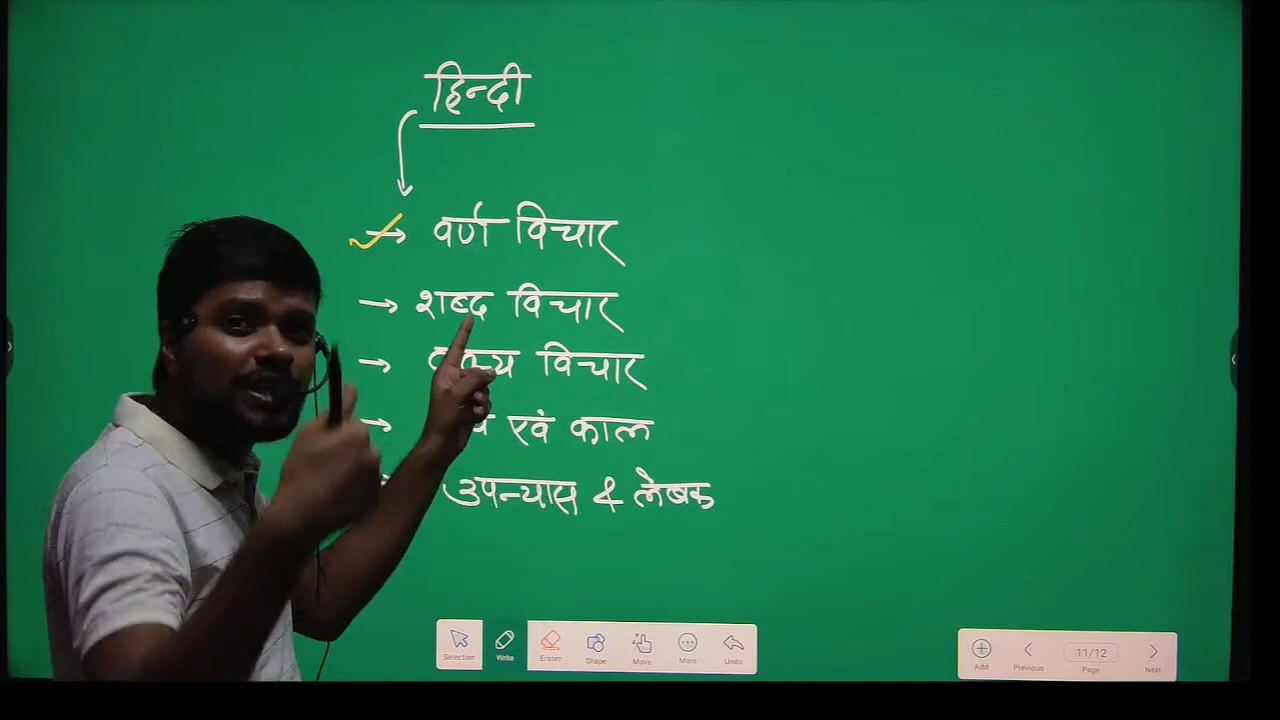 हिन्दी
→ वर्ण विचार
→ शब्द विचार
→ विचार
→ एवं काल
उपन्यास & लेखक
Selection Write Eraser Shape Move More Undo
Add Previous 11/12 Page Next